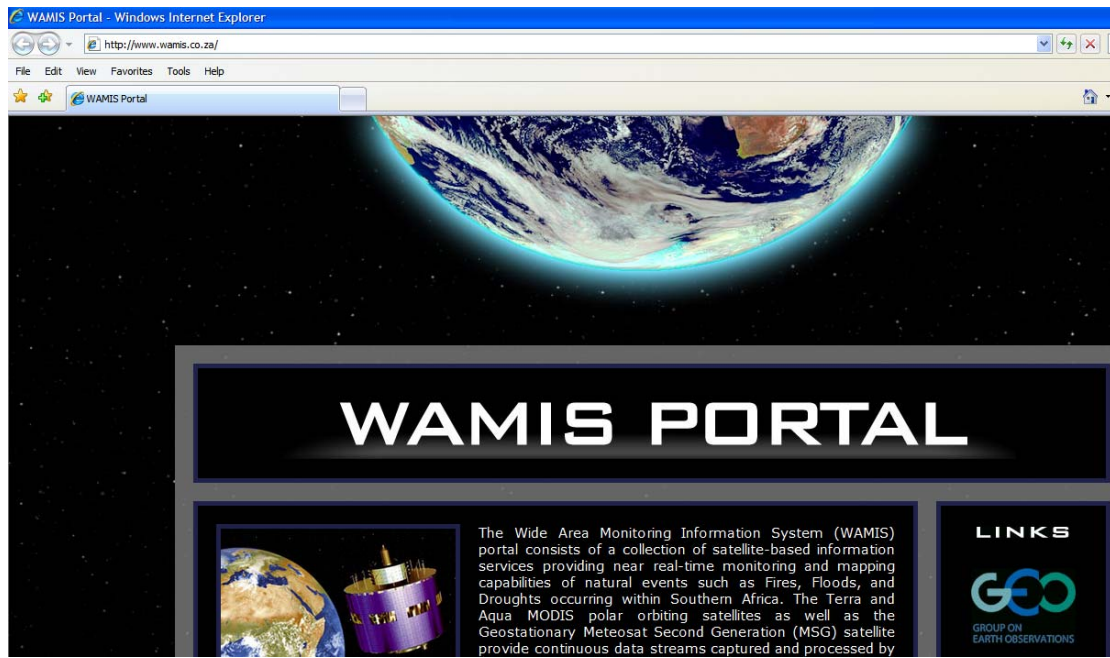 WAMIS Portal - Windows Internet Explorer
http://www.wamis.co.za/
File Edit View Favorites Tools Help
WAMIS Portal
WAMIS PORTAL
The Wide Area Monitoring Information System (WAMIS)
portal consists of a collection of satellite-based information
services providing near real-time monitoring and mapping
capabilities of natural events such as Fires, Floods, and
Droughts occurring within Southern Africa. The Terra and
Aqua MODIS polar orbiting satellites as well as the
Geostationary Meteosat Second Generation (MSG) satellite
provide continuous data streams captured and processed by
LINKS
GEO
GROUP ON
EARTH OBSERVATIONS